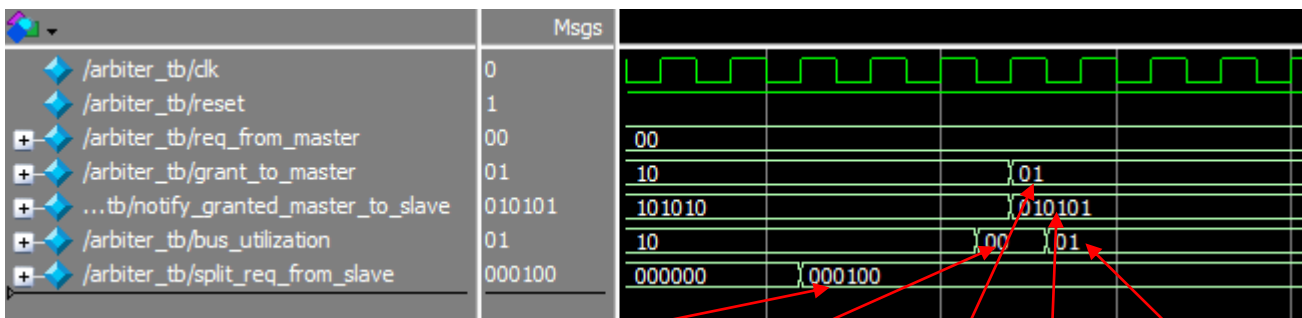 Msgs
/arbiter_tb/clk 0
/arbiter_tb/reset 1
/arbiter_tb/req_from_master 00 00
/arbiter_tb/grant_to_master 01 10 01
...tb/notify_granted_master_to_slave 010101 101010 010101
/arbiter_tb/bus_utilization 01 10 00 01
/arbiter_tb/split_req_from_slave 000100 000000 000100